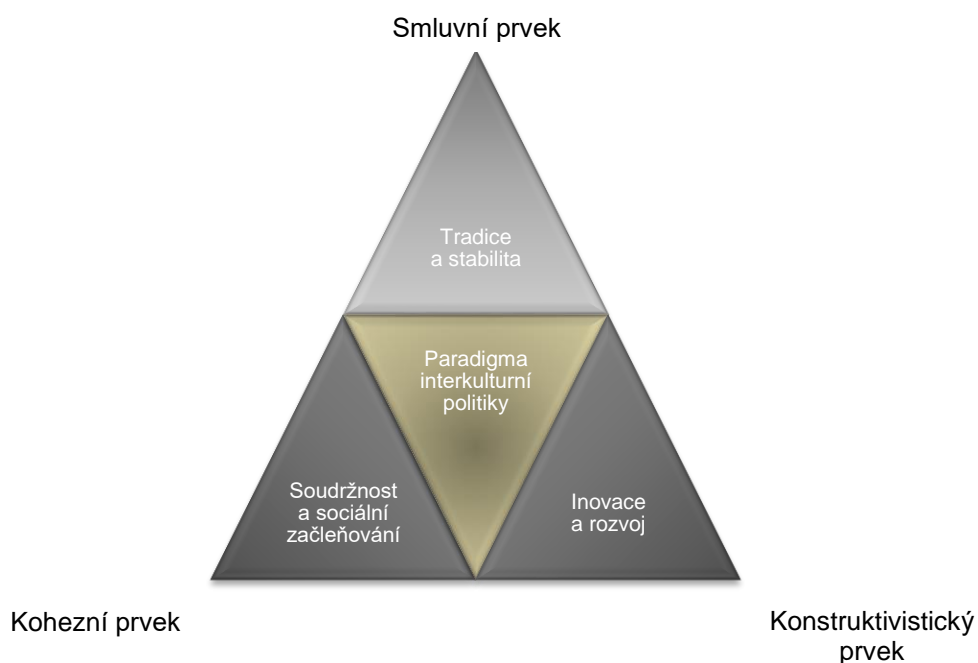 Smluvní prvek
Tradice
a stabilita
Paradigma
interkulturní
politiky
Soudržnost
a sociální
začleňování
Inovace
a rozvoj
Kohezní prvek
Konstruktivistický
prvek